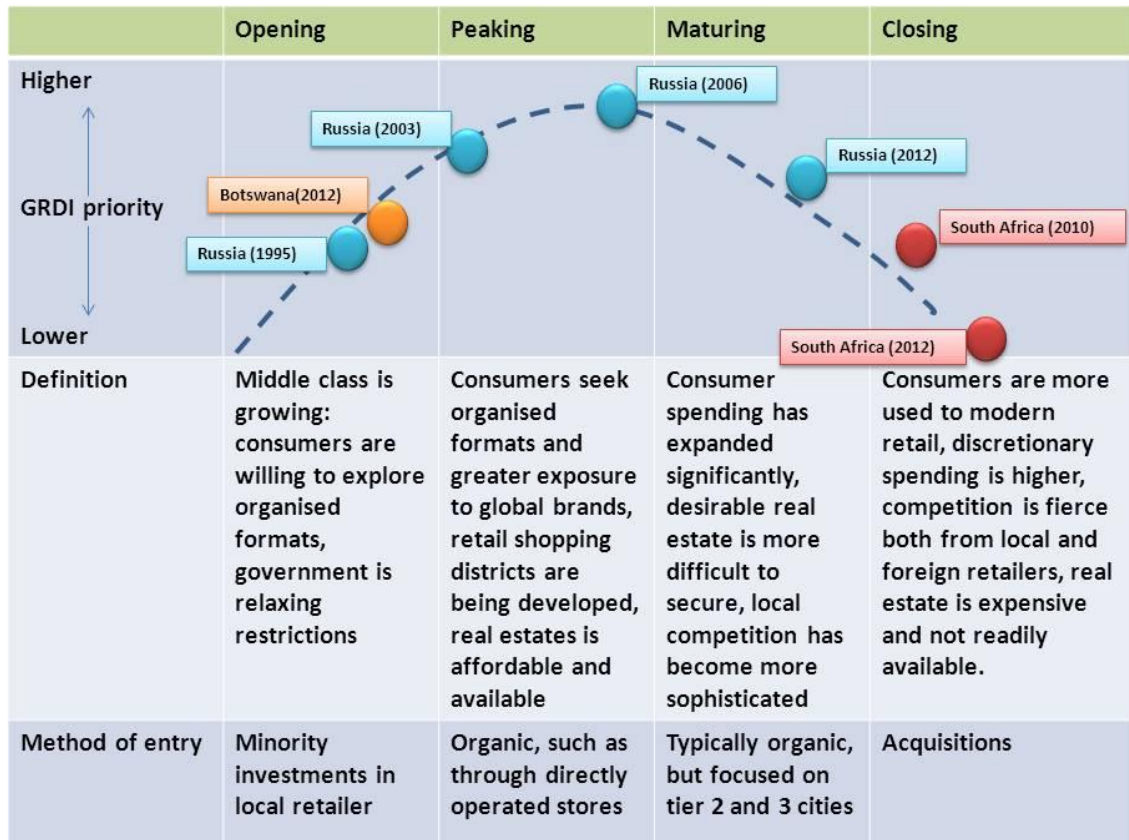 Opening Peaking Maturing Closing
Higher
Russia (2006)
Russia (2003)
Russia (2012)
Botswana(2012)
GRDI priority
South Africa (2010)
Russia (1995)
Lower
South Africa (2012)
Definition
Middle class is
growing:
consumers are
willing to explore
organised
formats,
government is
relaxing
restrictions
Consumers seek
organised
formats and
greater exposure
to global brands,
retail shopping
districts are
being developed,
real estates is
affordable and
available
Consumer
spending has
expanded
significantly,
desirable real
estate is more
difficult to
secure, local
competition has
become more
sophisticated
Consumers are more
used to modern
retail, discretionary
spending is higher,
competition is fierce
both from local and
foreign retailers, real
estate is expensive
and not readily
available.
Method of entry
Minority
investments in
local retailer
Organic, such as
through directly
operated stores
Typically organic,
but focused on
tier 2 and 3 cities
Acquisitions